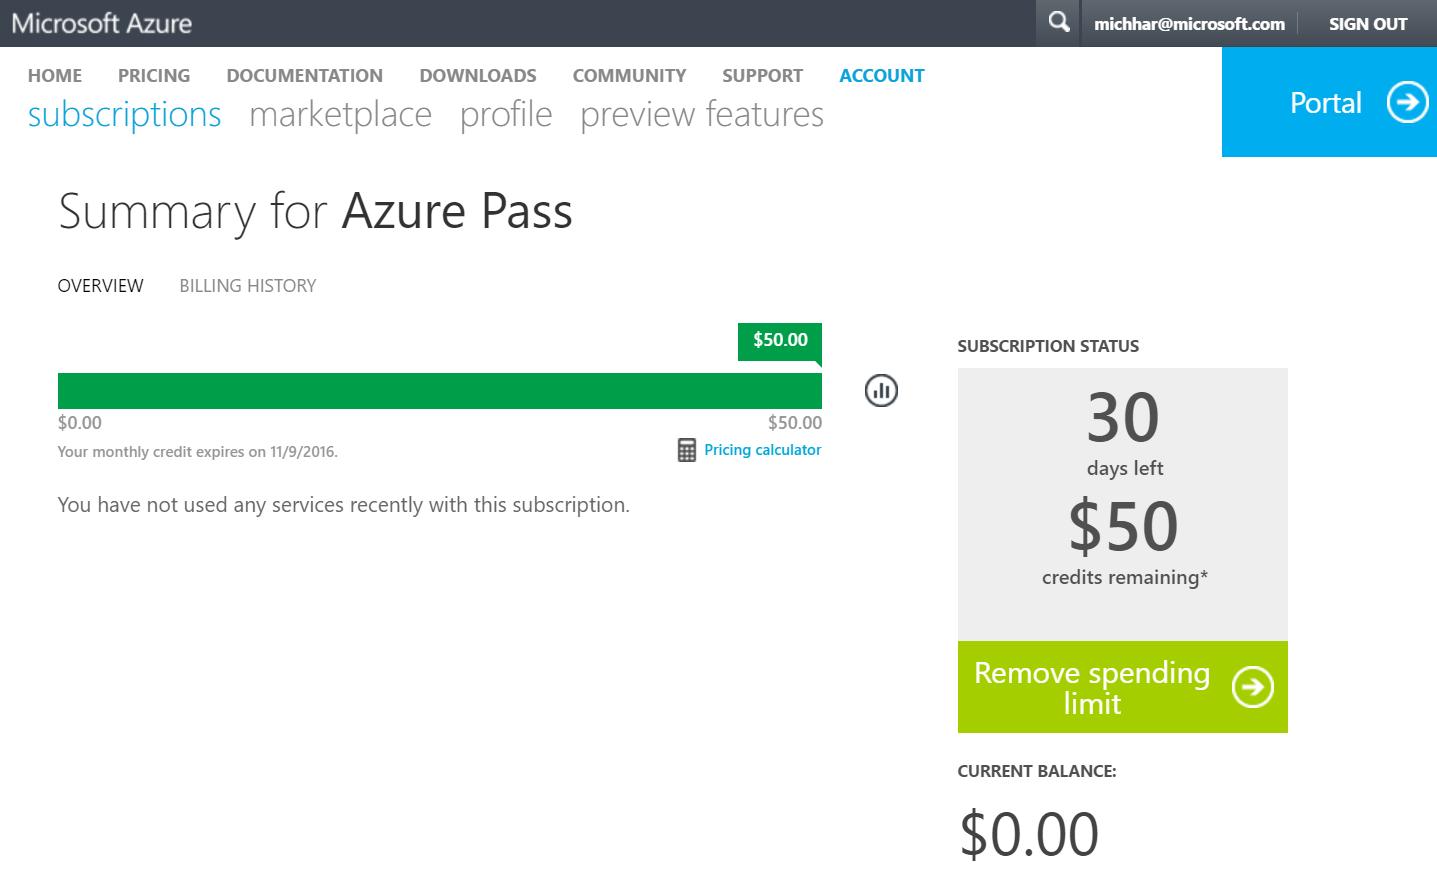 Microsoft Azure
michhar@microsoft.com
SIGN OUT
HOME PRICING DOCUMENTATION DOWNLOADS COMMUNITY SUPPORT ACCOUNT
subscriptions marketplace profile preview features
Portal
Summary for Azure Pass
OVERVIEW BILLING HISTORY
$50.00
$0.00 $50.00
Your monthly credit expires on 11/9/2016.
Pricing calculator
You have not used any services recently with this subscription.
SUBSCRIPTION STATUS
30
days left
$50
credits remaining*
Remove spending
limit
CURRENT BALANCE:
$0.00